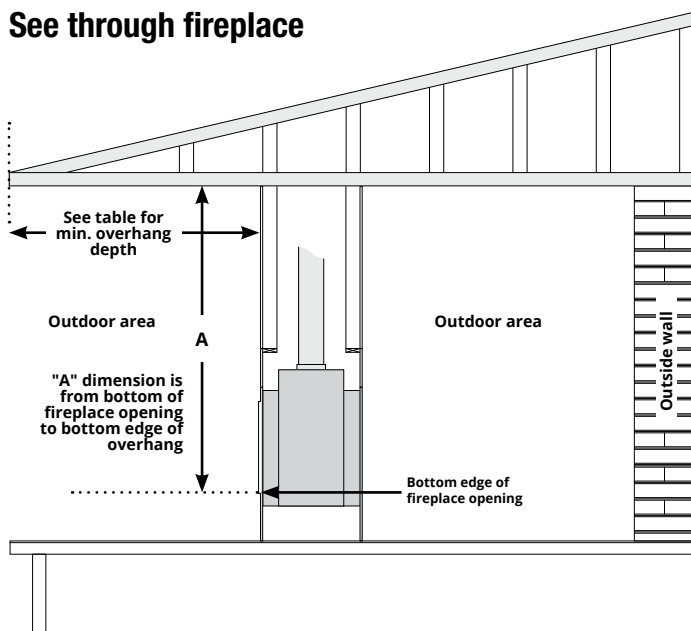 See through fireplace
See table for
min. overhang
depth
Outdoor area
A
Outdoor area
Outside wall
"A" dimension is
from bottom of
fireplace opening
to bottom edge of
overhang
Bottom edge of
fireplace opening